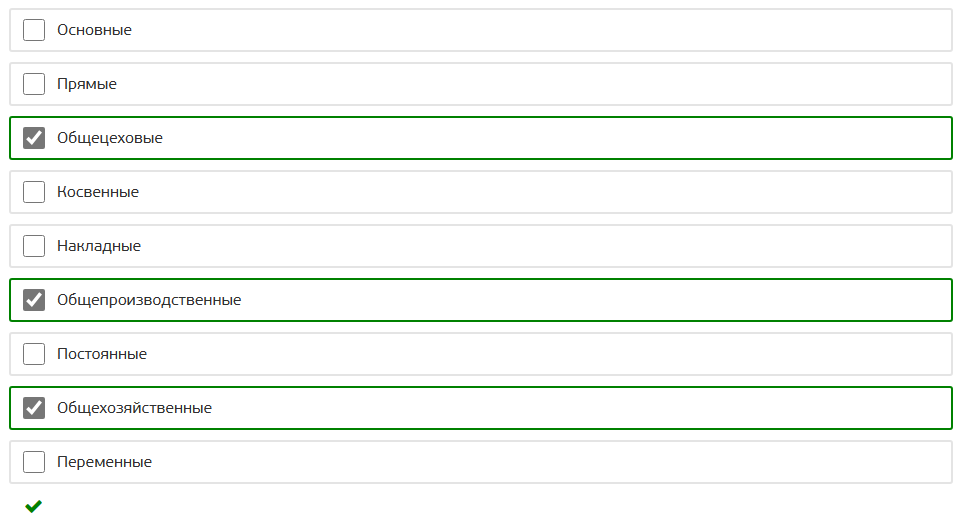 Основные
Прямые
Общецеховые
Косвенные
Накладные
Общепроизводственные
Постоянные
Общехозяйственные
Переменные